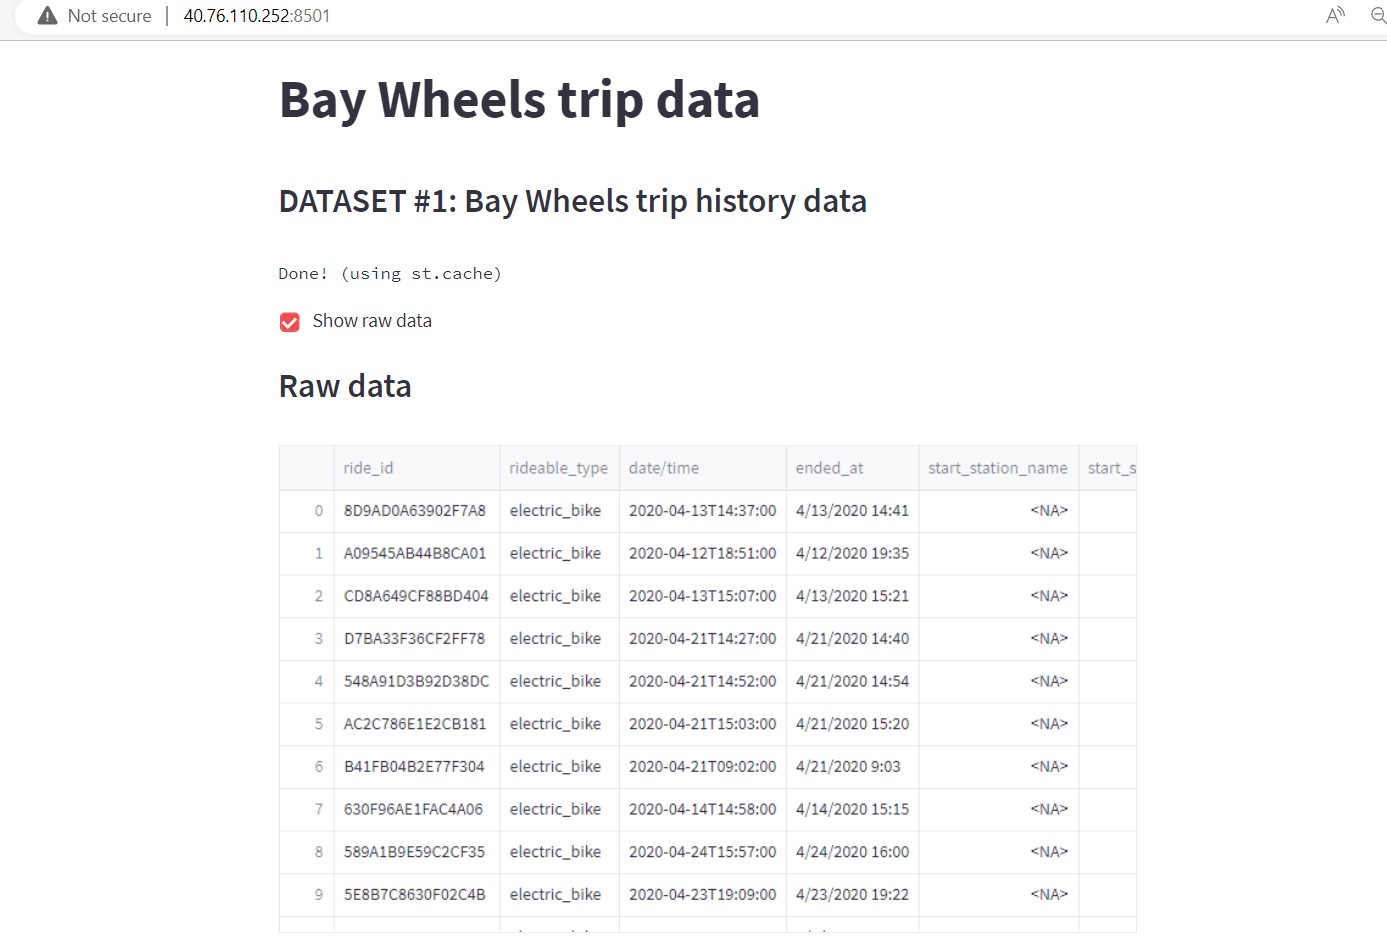 Not secure | 40.76.110.252:8501
Bay Wheels trip data
DATASET #1: Bay Wheels trip history data
Done! (using st.cache)
Show raw data
Raw data
ride_id rideable_type date/time ended_at start_station_name start_s
0 8D9AD0A63902F7A8 electric_bike 2020-04-13T14:37:00 4/13/2020 14:41 <NA>
1 A09545AB44B8CA01 electric_bike 2020-04-12T18:51:00 4/12/2020 19:35 <NA>
2 CD8A649CF88BD404 electric_bike 2020-04-13T15:07:00 4/13/2020 15:21 <NA>
3 D7BA33F36CF2FF78 electric_bike 2020-04-21T14:27:00 4/21/2020 14:40 <NA>
4 548A91D3B92D38DC electric_bike 2020-04-21T14:52:00 4/21/2020 14:54 <NA>
5 AC2C786E1E2CB181 electric_bike 2020-04-21T15:03:00 4/21/2020 15:20 <NA>
6 B41FB04B2E77F304 electric_bike 2020-04-21T09:02:00 4/21/2020 9:03 <NA>
7 630F96AE1FAC4A06 electric_bike 2020-04-14T14:58:00 4/14/2020 15:15 <NA>
8 589A1B9E59C2CF35 electric_bike 2020-04-24T15:57:00 4/24/2020 16:00 <NA>
9 5E8B7C8630F02C4B electric_bike 2020-04-23T19:09:00 4/23/2020 19:22 <NA>